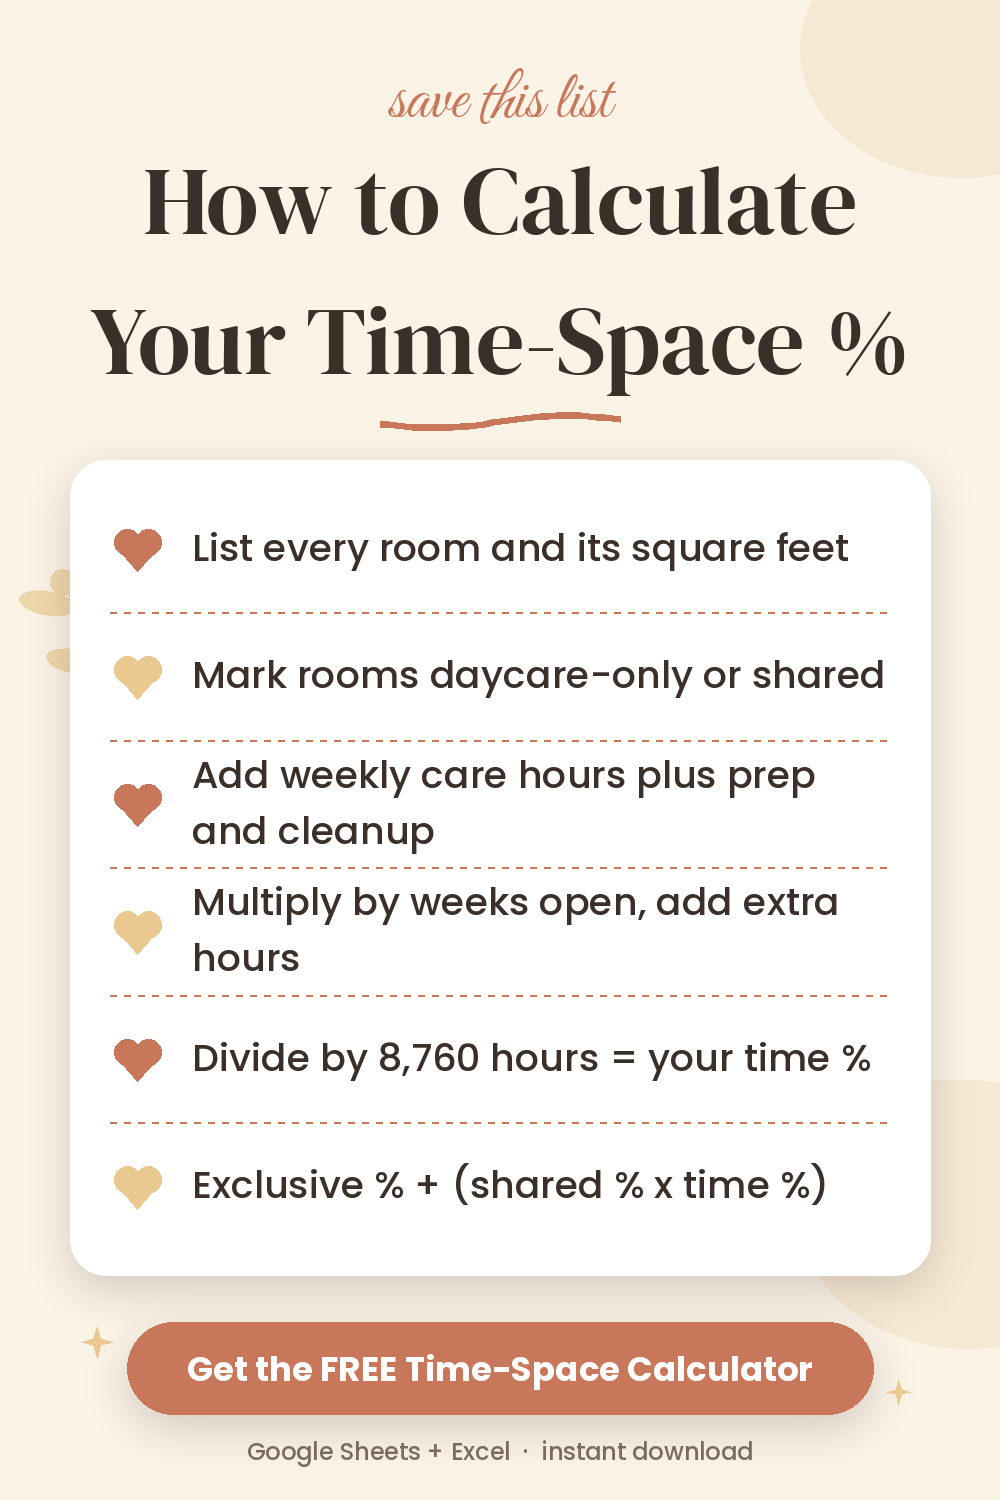 save this list
How to Calculate
Your Time-Space %
List every room and its square feet
Mark rooms daycare-only or shared
Add weekly care hours plus prep
and cleanup
Multiply by weeks open, add extra
hours
Divide by 8,760 hours = your time %
Exclusive % + (shared % x time %)
Get the FREE Time-Space Calculator
Google Sheets + Excel · instant download